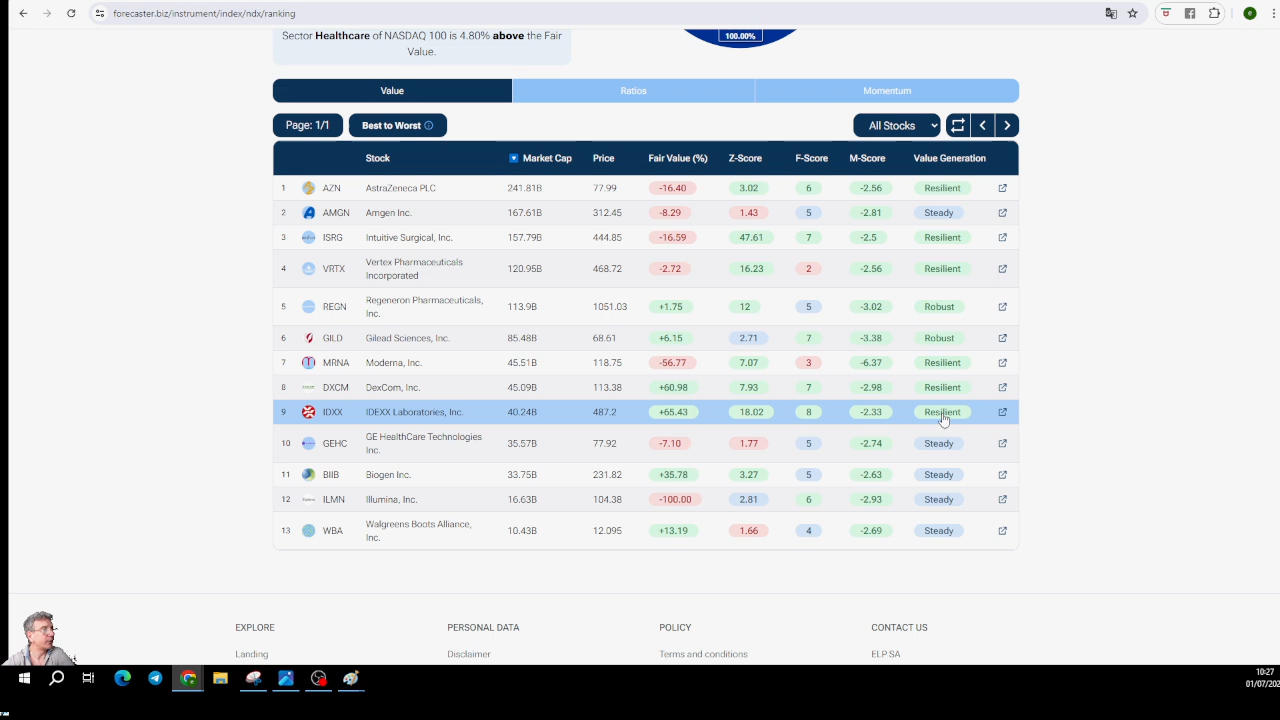 forecaster.biz/instrument/index/ndx/ranking
Sector Healthcare of NASDAQ 100 is 4.80% above the Fair
Value.
100.00%
Value Ratios Momentum
Page: 1/1 Best to Worst All Stocks
Stock Market Cap Price Fair Value (%) Z-Score F-Score M-Score Value Generation
1 AZN AstraZeneca PLC 241.81B 77.99 -16.40 3.02 6 -2.56 Resilient
2 AMGN Amgen Inc. 167.61B 312.45 -8.29 1.43 5 -2.81 Steady
3 ISRG Intuitive Surgical, Inc. 157.79B 444.85 -16.59 47.61 7 -2.5 Resilient
4 VRTX Vertex Pharmaceuticals
Incorporated 120.95B 468.72 -2.72 16.23 2 -2.56 Resilient
5 REGN Regeneron Pharmaceuticals,
Inc. 113.9B 1051.03 +1.75 12 5 -3.02 Robust
6 GILD Gilead Sciences, Inc. 85.48B 68.61 +6.15 2.71 7 -3.38 Robust
7 MRNA Moderna, Inc. 45.51B 118.75 -56.77 7.07 3 -6.37 Resilient
8 DXCM DexCom, Inc. 45.09B 113.38 +60.98 7.93 7 -2.98 Resilient
9 IDXX IDEXX Laboratories, Inc. 40.24B 487.2 +65.43 18.02 8 -2.33 Resilient
10 GEHC GE HealthCare Technologies
Inc. 35.57B 77.92 -7.10 1.77 5 -2.74 Steady
11 BIIB Biogen Inc. 33.75B 231.82 +35.78 3.27 5 -2.63 Steady
12 ILMN Illumina, Inc. 16.63B 104.38 -100.00 2.81 6 -2.93 Steady
13 WBA Walgreens Boots Alliance,
Inc. 10.43B 12.095 +13.19 1.66 4 -2.69 Steady
EXPLORE PERSONAL DATA POLICY CONTACT US
Landing Disclaimer Terms and conditions ELP SA
10:27
01/07/202